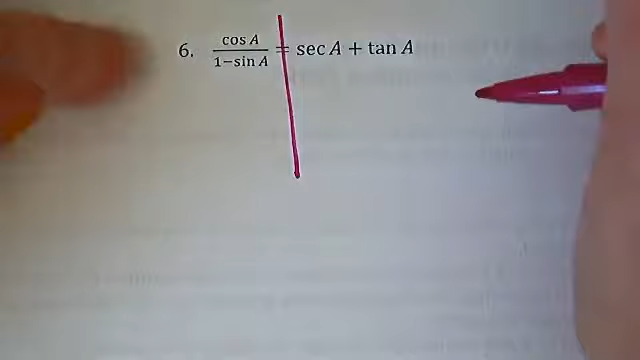 6. cos A / 1−sin A = sec A + tan A